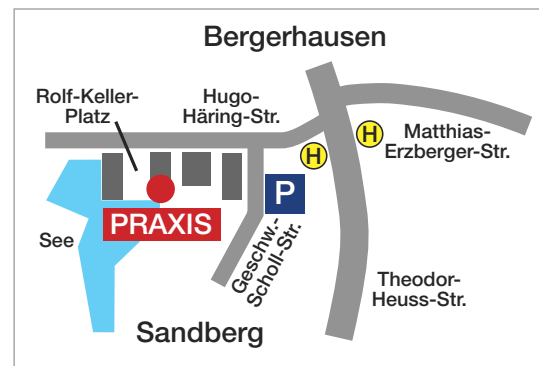 Bergerhausen
Rolf-Keller-
Platz
Hugo-
Häring-Str.
H
H
Matthias-
Erzberger-Str.
P
PRAXIS
See
Geschw.-
Scholl-Str.
Theodor-
Heuss-Str.
Sandberg